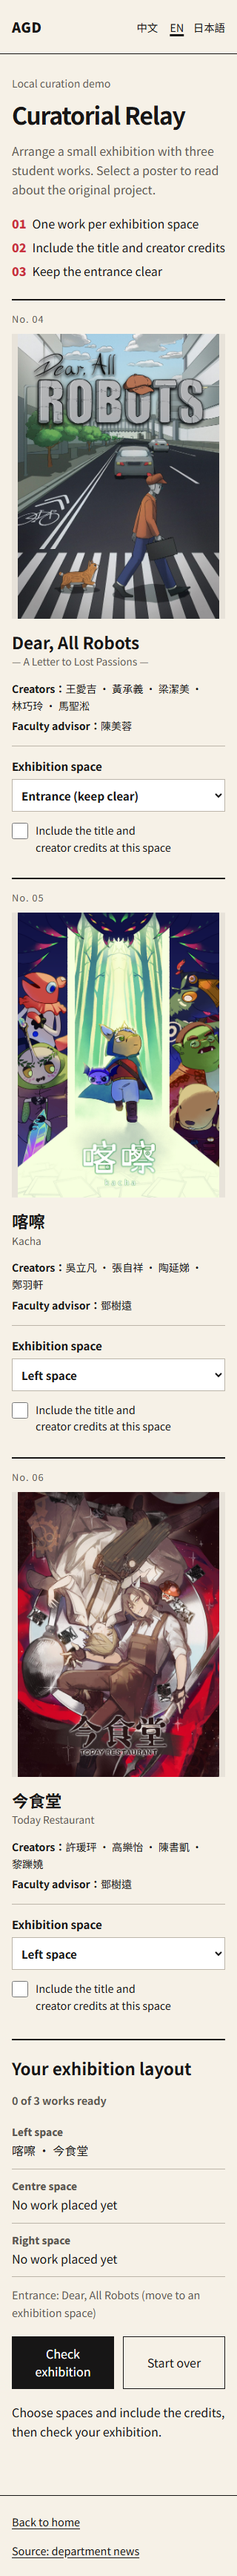 AGD
中文 EN 日本語
Local curation demo
Curatorial Relay
Arrange a small exhibition with three
student works. Select a poster to read
about the original project.
01 One work per exhibition space
02 Include the title and creator credits
03 Keep the entrance clear
No. 04
Dear, All
ROBOTS
Dear, All Robots
— A Letter to Lost Passions —
Creators：王愛吉 · 黃承義 · 梁潔美 ·
林巧玲 · 馬聖淞
Faculty advisor：陳美蓉
Exhibition space
Entrance (keep clear)
Include the title and
creator credits at this space
No. 05
喀嚓
kacha
喀嚓
Kacha
Creators：吳立凡 · 張自祥 · 陶延娣 ·
鄭羽軒
Faculty advisor：鄧樹遠
Exhibition space
Left space
Include the title and
creator credits at this space
No. 06
今食堂
TODAY RESTAURANT
今食堂
Today Restaurant
Creators：許瑗玶 · 高樂怡 · 陳書凱 ·
黎躒嬈
Faculty advisor：鄧樹遠
Exhibition space
Left space
Include the title and
creator credits at this space
Your exhibition layout
0 of 3 works ready
Left space
喀嚓 · 今食堂
Centre space
No work placed yet
Right space
No work placed yet
Entrance: Dear, All Robots (move to an
exhibition space)
Check
exhibition
Start over
Choose spaces and include the credits,
then check your exhibition.
Back to home
Source: department news